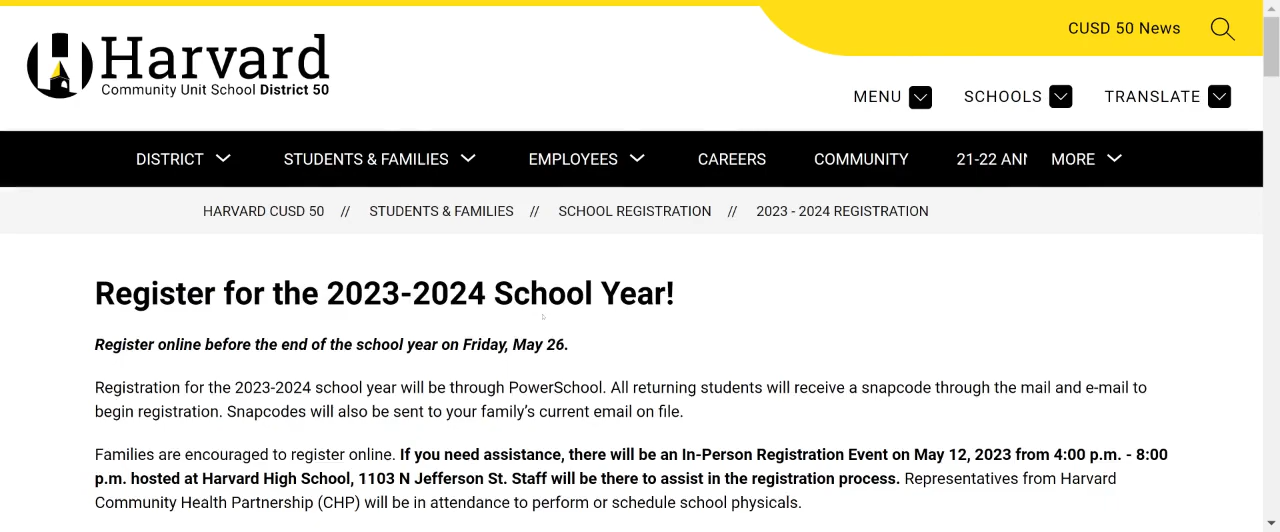 CUSD 50 News
Harvard
Community Unit School District 50
MENU SCHOOLS TRANSLATE
DISTRICT STUDENTS & FAMILIES EMPLOYEES CAREERS COMMUNITY 21-22 MORE
HARVARD CUSD 50 // STUDENTS & FAMILIES // SCHOOL REGISTRATION // 2023 - 2024 REGISTRATION
Register for the 2023-2024 School Year!
Register online before the end of the school year on Friday, May 26.
Registration for the 2023-2024 school year will be through PowerSchool. All returning students will receive a snapcode through the mail and e-mail to
begin registration. Snapcodes will also be sent to your family’s current email on file.
Families are encouraged to register online. If you need assistance, there will be an In-Person Registration Event on May 12, 2023 from 4:00 p.m. - 8:00
p.m. hosted at Harvard High School, 1103 N Jefferson St. Staff will be there to assist in the registration process. Representatives from Harvard
Community Health Partnership (CHP) will be in attendance to perform or schedule school physicals.